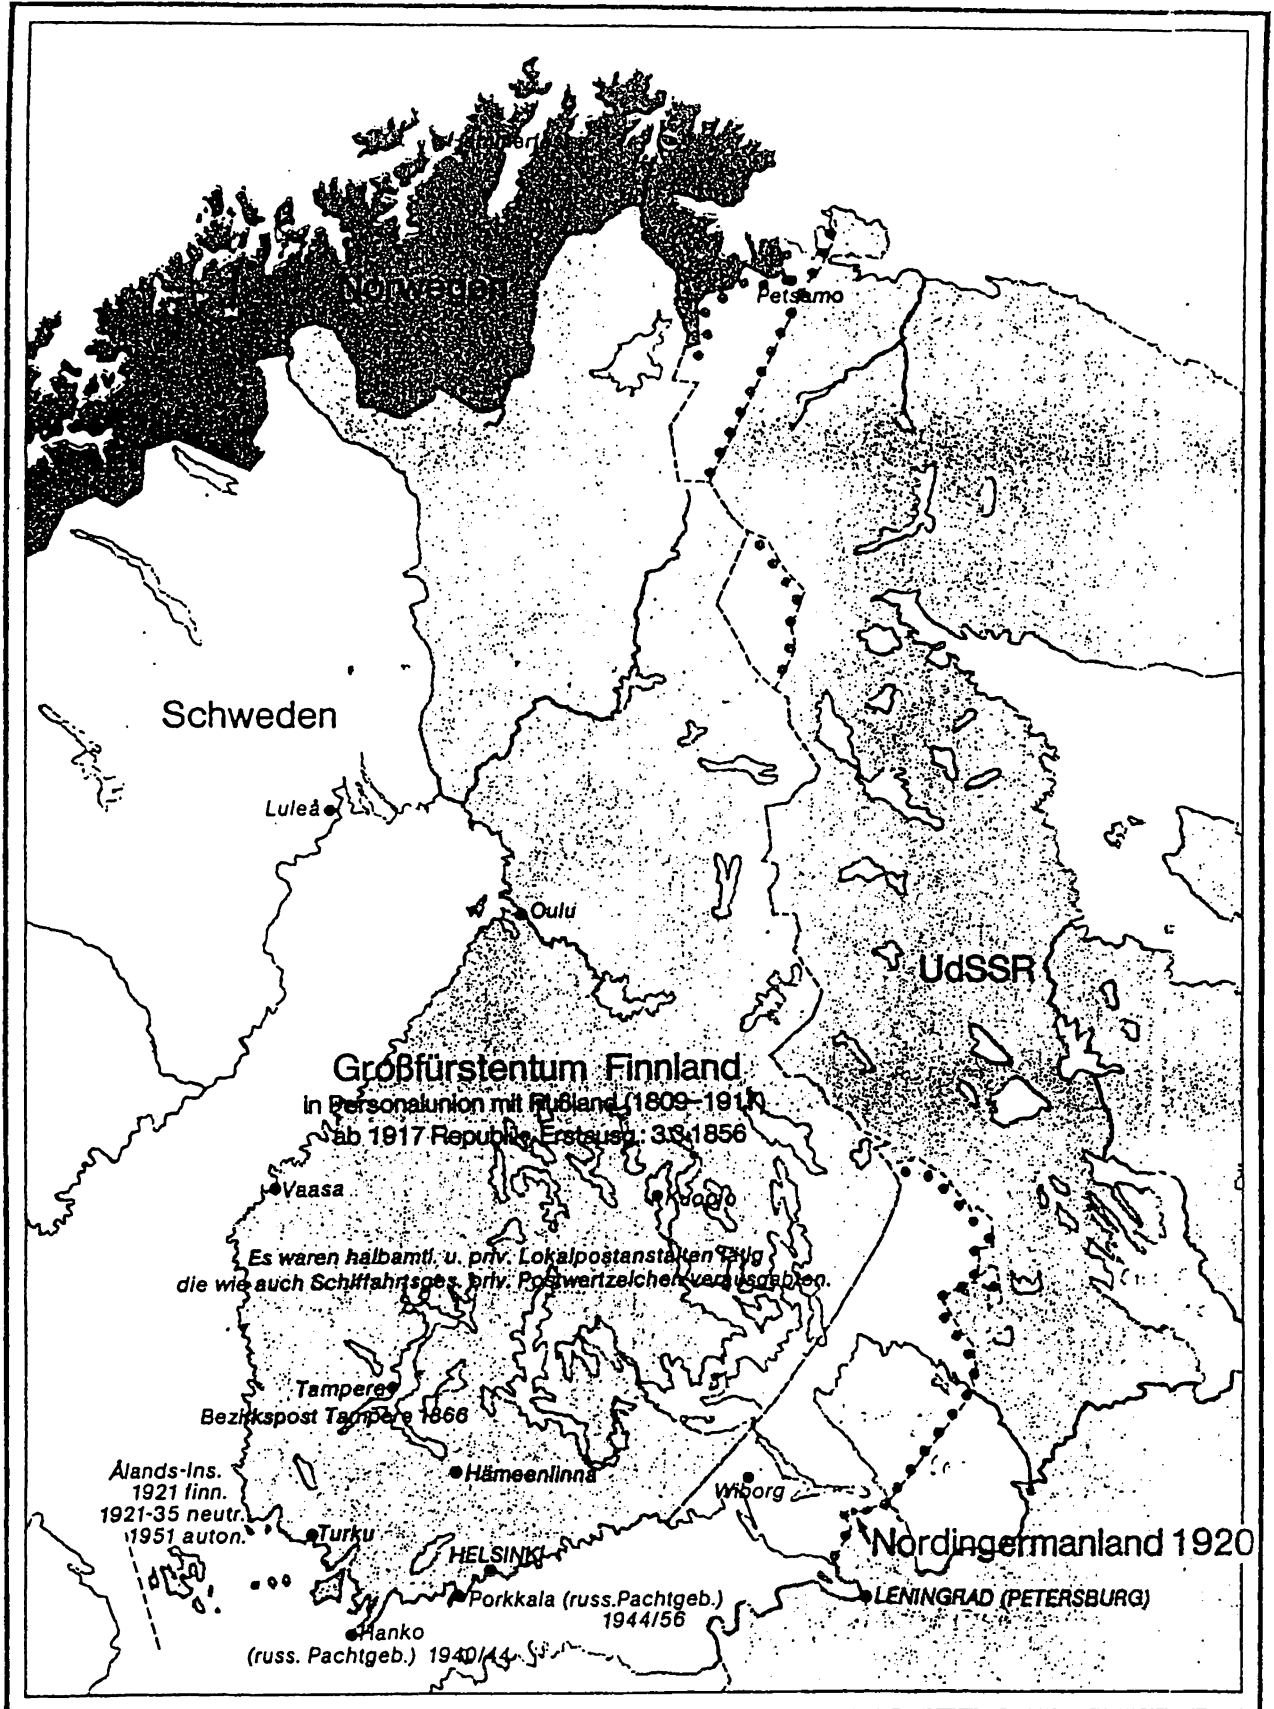 Norwegen
Petsamo
Schweden
Luleå
Oulu
UdSSR
Großfürstentum Finnland
in Personalunion mit Rußland (1809–1917)
ab 1917 Republik, Erstausg.: 3.3.1856
Vaasa
Kuopio
Es waren halbamtl. u. priv. Lokalpostanstalten Tätig
die wie auch Schiffahrtsges. priv. Postwertzeichen verausgabten.
Tampere
Bezirkspost Tampere 1866
Hämeenlinna
Ålands-Ins.
1921 finn.
1921-35 neutr.
1951 auton.
Wiborg
Turku
HELSINKI
Nordingermanland 1920
Porkkala (russ.Pachtgeb.)
1944/56
LENINGRAD (PETERSBURG)
Hanko
(russ. Pachtgeb.) 1940/44